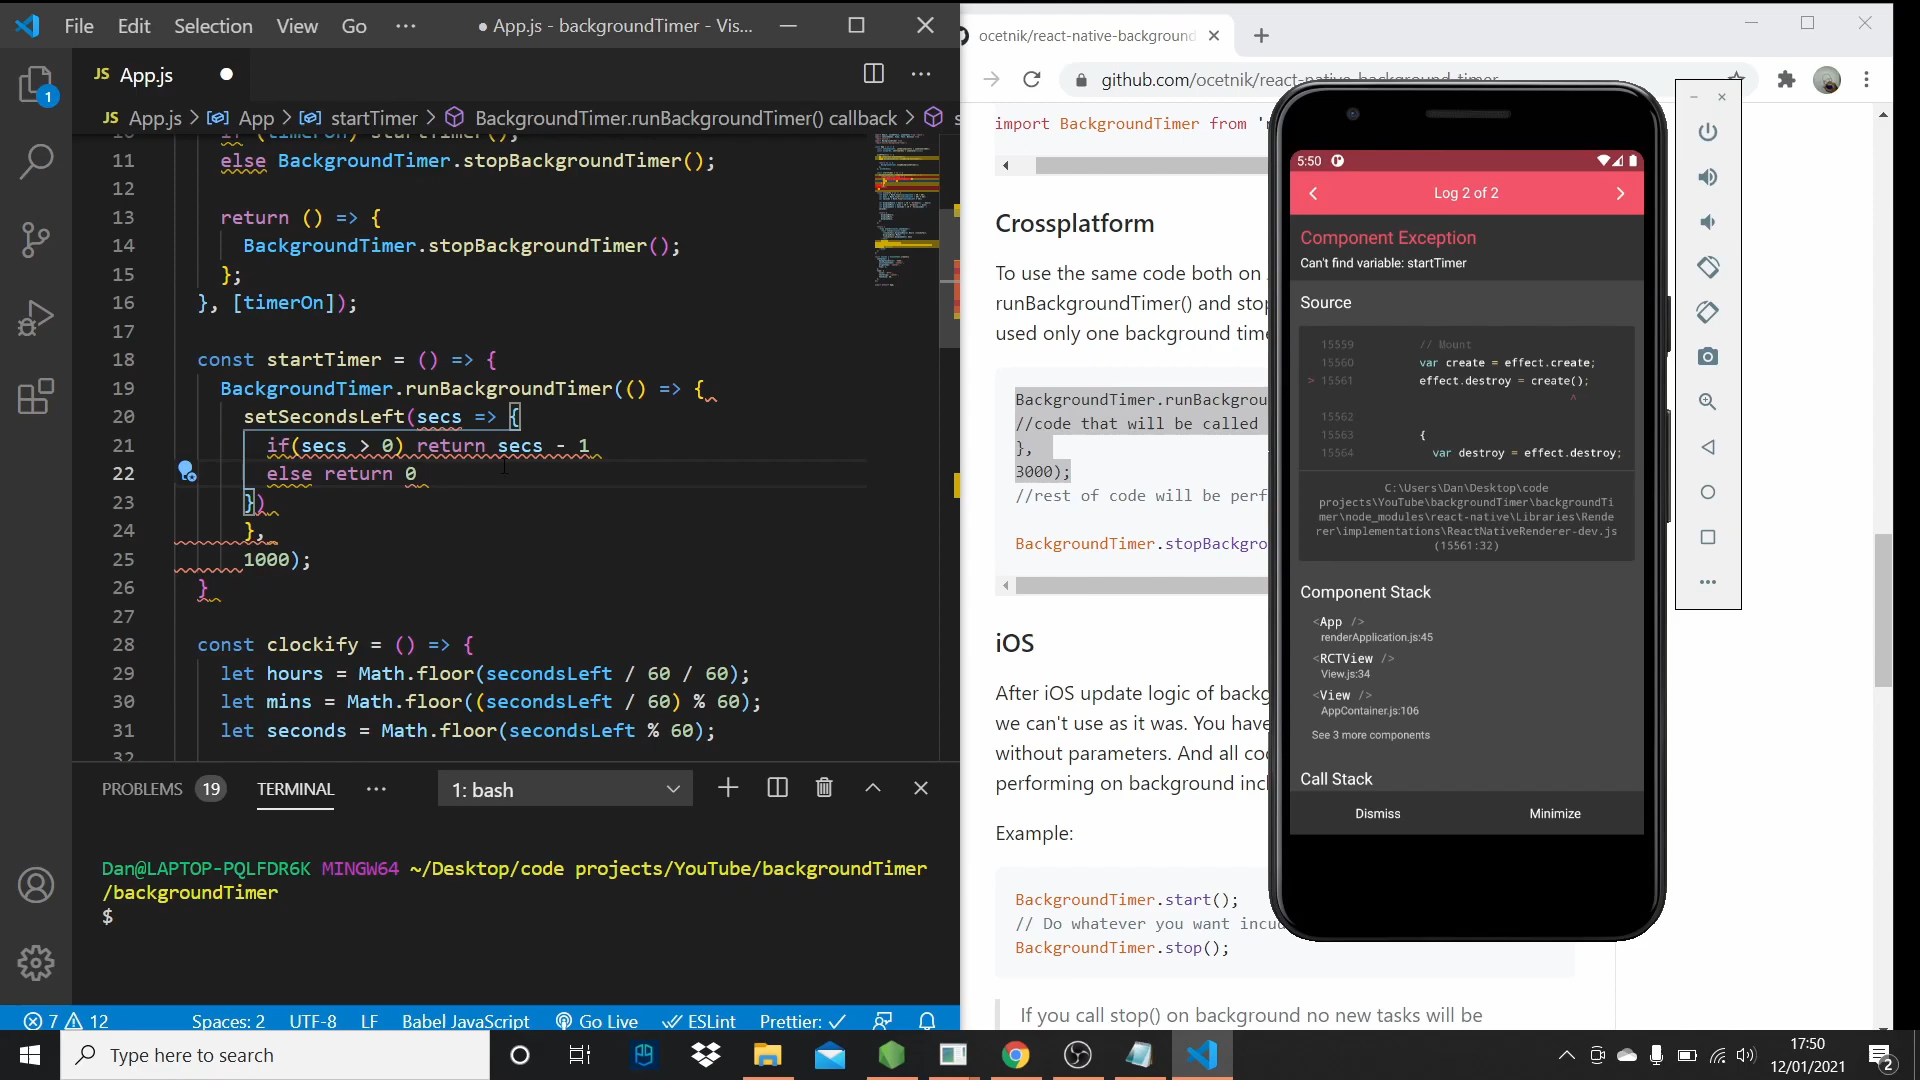 File Edit Selection View Go ··· ● App.js - backgroundTimer - Vis...
JS App.js
JS App.js > App > startTimer > BackgroundTimer.runBackgroundTimer() callback >
1
11 else BackgroundTimer.stopBackgroundTimer();
12
13 return () => {
14 BackgroundTimer.stopBackgroundTimer();
15 };
16 }, [timerOn]);
17
18 const startTimer = () => {
19 BackgroundTimer.runBackgroundTimer(() => {
20 setSecondsLeft(secs => {
21 if(secs > 0) return secs - 1
22 else return 0
23 })
24 },
25 1000);
26 }
27
28 const clockify = () => {
29 let hours = Math.floor(secondsLeft / 60 / 60);
30 let mins = Math.floor((secondsLeft / 60) % 60);
31 let seconds = Math.floor(secondsLeft % 60);
32
PROBLEMS 19 TERMINAL ··· 1: bash
Dan@LAPTOP-PQLFDR6K MINGW64 ~/Desktop/code projects/YouTube/backgroundTimer
/backgroundTimer
$
7 12 Spaces: 2 UTF-8 LF Babel JavaScript Go Live ESLint Prettier: ✓
ocetnik/react-native-background
github.com/ocetnik/react-native-background-timer
import BackgroundTimer from
Crossplatform
To use the same code both on
runBackgroundTimer() and stop
used only one background time
BackgroundTimer.runBackgrou
//code that will be called
},
3000);
//rest of code will be perf
BackgroundTimer.stopBackgro
iOS
After iOS update logic of backg
we can't use as it was. You have
without parameters. And all cod
performing on background incl
Example:
BackgroundTimer.start();
// Do whatever you want incud
BackgroundTimer.stop();
If you call stop() on background no new tasks will be
5:50
Log 2 of 2
Component Exception
Can't find variable: startTimer
Source
15559 // Mount
15560 var create = effect.create;
> 15561 effect.destroy = create();
^
15562
15563 {
15564 var destroy = effect.destroy;
C:\Users\Dan\Desktop\code
projects\YouTube\backgroundTimer\backgroundTi
mer\node_modules\react-native\Libraries\Rende
rer\implementations\ReactNativeRenderer-dev.js
(15561:32)
Component Stack
<App />
renderApplication.js:45
<RCTView />
View.js:34
<View />
AppContainer.js:106
See 3 more components
Call Stack
Dismiss Minimize
Type here to search
17:50
12/01/2021
2